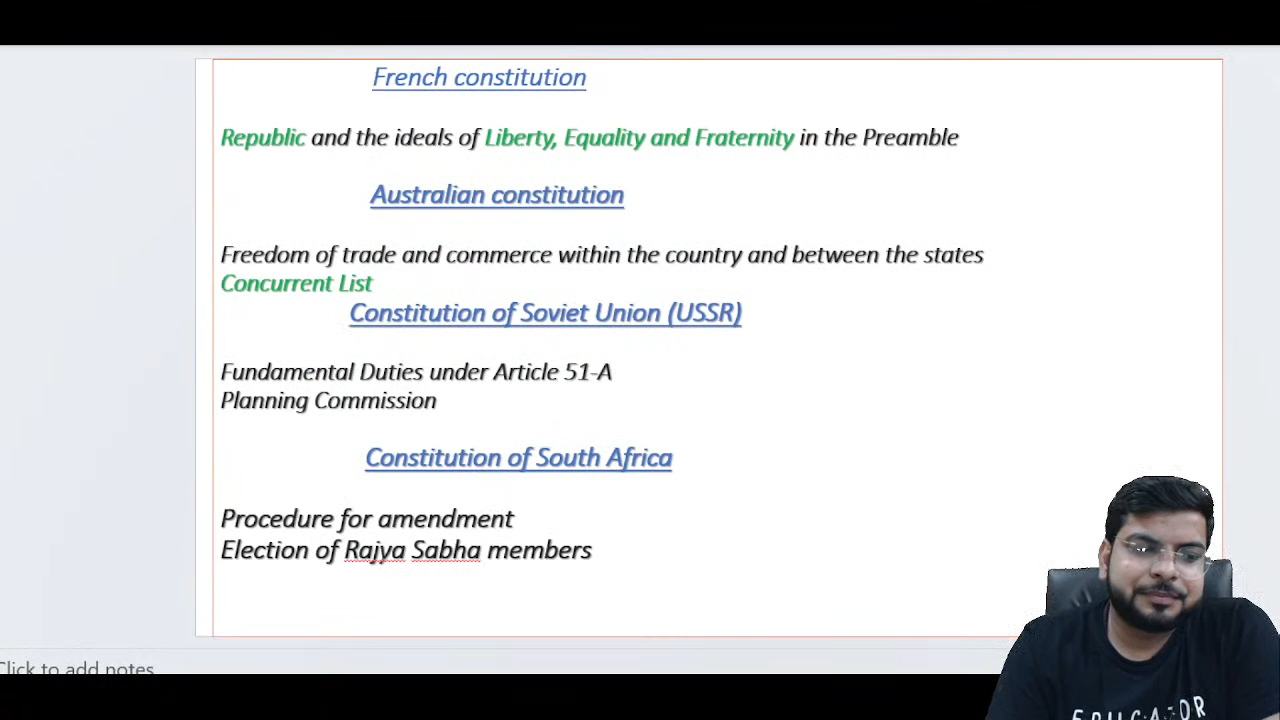 French constitution
Republic and the ideals of Liberty, Equality and Fraternity in the Preamble
Australian constitution
Freedom of trade and commerce within the country and between the states
Concurrent List
Constitution of Soviet Union (USSR)
Fundamental Duties under Article 51-A
Planning Commission
Constitution of South Africa
Procedure for amendment
Election of Rajya Sabha members
Click to add notes
EDUCATOR